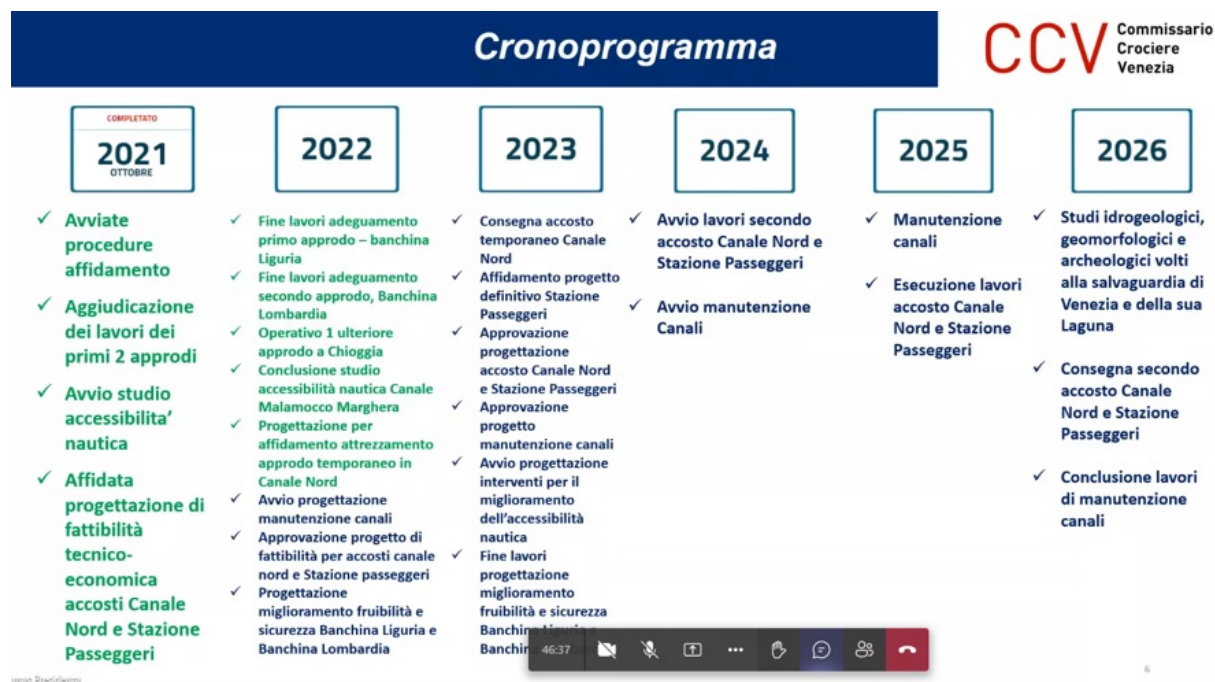 Cronoprogramma
CCV Commissario
Crociere
Venezia
COMPLETATO
2021
OTTOBRE
✓ Avviate
procedure
affidamento
✓ Aggiudicazione
dei lavori dei
primi 2 approdi
✓ Avvio studio
accessibilita’
nautica
✓ Affidata
progettazione di
fattibilità
tecnico-
economica
accosti Canale
Nord e Stazione
Passeggeri
2022
✓ Fine lavori adeguamento
primo approdo – banchina
Liguria
✓ Fine lavori adeguamento
secondo approdo, Banchina
Lombardia
✓ Operativo 1 ulteriore
approdo a Chioggia
✓ Conclusione studio
accessibilità nautica Canale
Malamocco Marghera
✓ Progettazione per
affidamento attrezzamento
approdo temporaneo in
Canale Nord
✓ Avvio progettazione
manutenzione canali
✓ Approvazione progetto di
fattibilità per accosti canale
nord e Stazione passeggeri
✓ Progettazione
miglioramento fruibilità e
sicurezza Banchina Liguria e
Banchina Lombardia
2023
✓ Consegna accosto
temporaneo Canale
Nord
✓ Affidamento progetto
definitivo Stazione
Passeggeri
✓ Approvazione
progettazione
accosto Canale Nord
e Stazione Passeggeri
✓ Approvazione
progetto
manutenzione canali
✓ Avvio progettazione
interventi per il
miglioramento
dell’accessibilità
nautica
✓ Fine lavori
progettazione
miglioramento
fruibilità e sicurezza
Banchina Liguria e
2024
✓ Avvio lavori secondo
accosto Canale Nord e
Stazione Passeggeri
✓ Avvio manutenzione
Canali
2025
✓ Manutenzione
canali
✓ Esecuzione lavori
accosto Canale
Nord e Stazione
Passeggeri
2026
✓ Studi idrogeologici,
geomorfologici e
archeologici volti
alla salvaguardia di
Venezia e della sua
Laguna
✓ Consegna secondo
accosto Canale
Nord e Stazione
Passeggeri
✓ Conclusione lavori
di manutenzione
canali
46:37
6